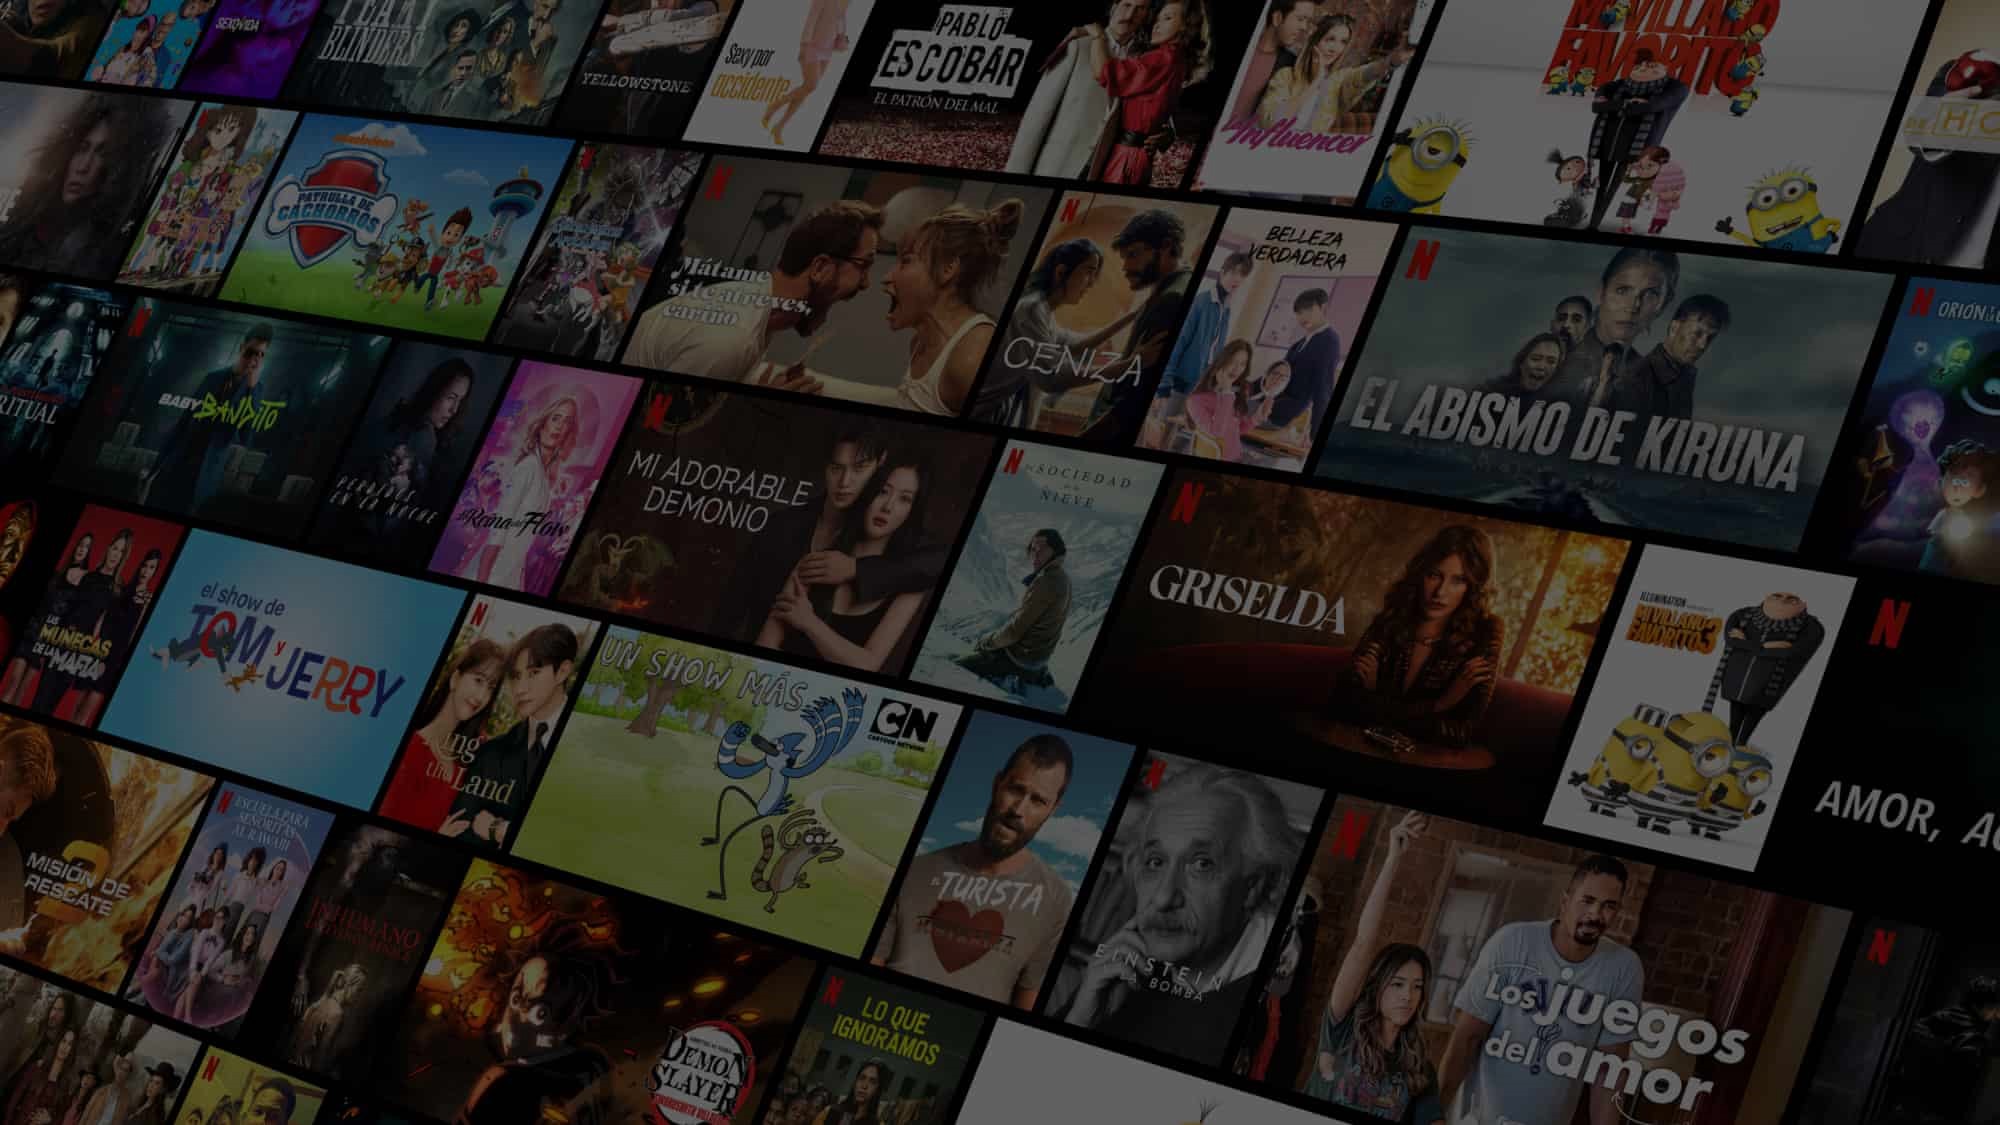 SEXO/VIDA
PEAKY
BLINDERS
YELLOWSTONE
Sexy por
accidente
PABLO
ESCOBAR
EL PATRÓN DEL MAL
la Influencer
MI VILLANO
FAVORITO
nickelodeon
PATRULLA DE
CACHORROS
Mátame
si te atreves,
cariño
CENIZA
BELLEZA
VERDADERA
EL ABISMO DE KIRUNA
RITUAL
BABY BANDITO
PERDIDOS
EN LA NOCHE
La Reina del Flow
MI ADORABLE
DEMONIO
LA SOCIEDAD
DE LA
NIEVE
GRISELDA
ILLUMINATION
MI VILLANO
FAVORITO 3
AMOR,
LAS
MUÑECAS
DE LA MAFIA
el show de
TOM y JERRY
King
the Land
UN SHOW MÁS
CN
CARTOON NETWORK
EL TURISTA
EINSTEIN
Y LA BOMBA
Los juegos
del amor
MISIÓN DE
RESCATE
2
ESCUELA PARA
SEÑORITAS
AL RAWABI
INHUMANO
DEMON
SLAYER
LO QUE
IGNORAMOS